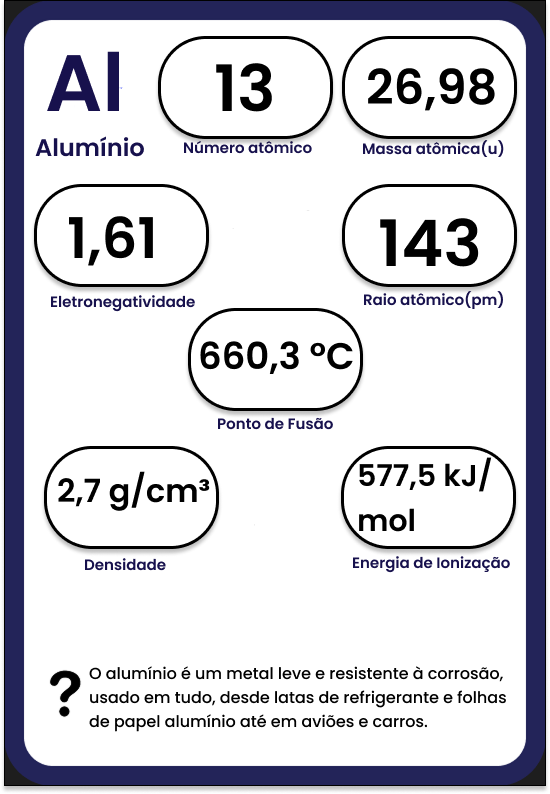 Al
Alumínio
13
Número atômico
26,98
Massa atômica(u)
1,61
Eletronegatividade
143
Raio atômico(pm)
660,3 ºC
Ponto de Fusão
2,7 g/cm³
Densidade
577,5 kJ/
mol
Energia de Ionização
?
O alumínio é um metal leve e resistente à corrosão,
usado em tudo, desde latas de refrigerante e folhas
de papel alumínio até em aviões e carros.